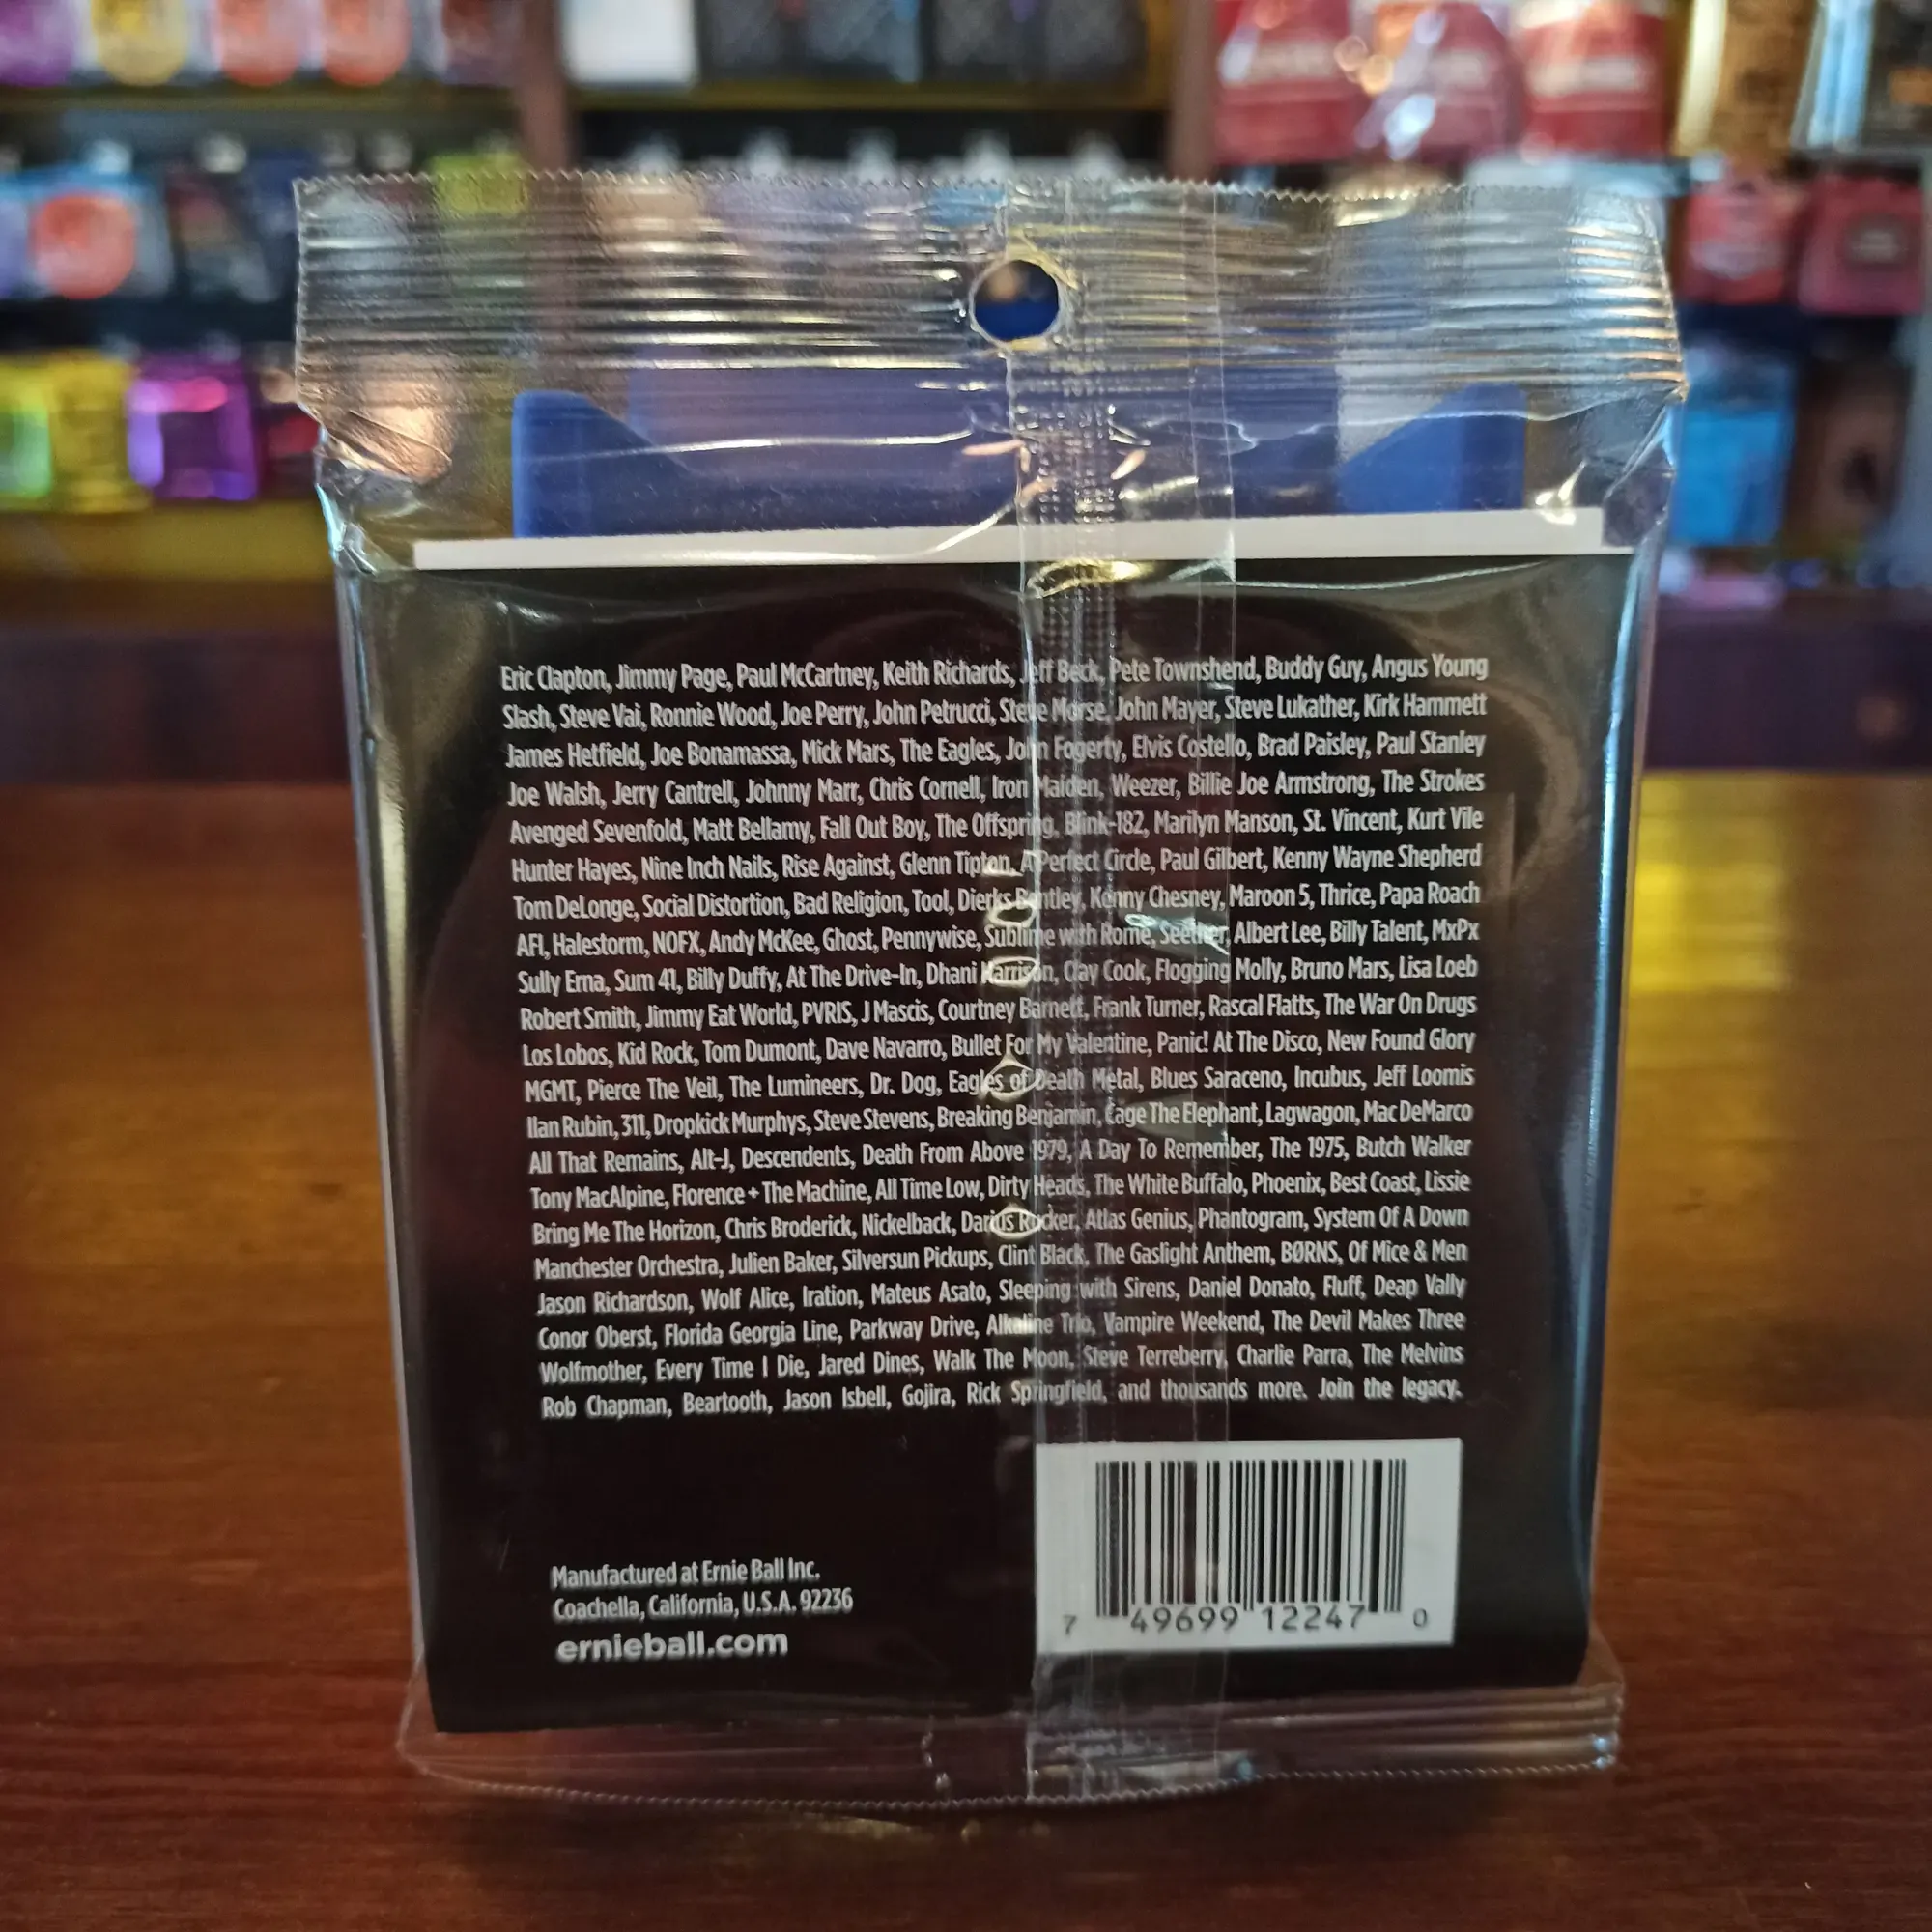 Eric Clapton, Jimmy Page, Paul McCartney, Keith Richards, Jeff Beck, Pete Townshend, Buddy Guy, Angus Young
Slash, Steve Vai, Ronnie Wood, Joe Perry, John Petrucci, Steve Morse, John Mayer, Steve Lukather, Kirk Hammett
James Hetfield, Joe Bonamassa, Mick Mars, The Eagles, John Fogerty, Elvis Costello, Brad Paisley, Paul Stanley
Joe Walsh, Jerry Cantrell, Johnny Marr, Chris Cornell, Iron Maiden, Weezer, Billie Joe Armstrong, The Strokes
Avenged Sevenfold, Matt Bellamy, Fall Out Boy, The Offspring, Blink-182, Marilyn Manson, St. Vincent, Kurt Vile
Hunter Hayes, Nine Inch Nails, Rise Against, Glenn Tipton, A Perfect Circle, Paul Gilbert, Kenny Wayne Shepherd
Tom DeLonge, Social Distortion, Bad Religion, Tool, Dierks Bentley, Kenny Chesney, Maroon 5, Thrice, Papa Roach
AFI, Halestorm, NOFX, Andy McKee, Ghost, Pennywise, Sublime with Rome, Seether, Albert Lee, Billy Talent, MxPx
Sully Erna, Sum 41, Billy Duffy, At The Drive-In, Dhani Harrison, Clay Cook, Flogging Molly, Bruno Mars, Lisa Loeb
Robert Smith, Jimmy Eat World, PVRIS, J Mascis, Courtney Barnett, Frank Turner, Rascal Flatts, The War On Drugs
Los Lobos, Kid Rock, Tom Dumont, Dave Navarro, Bullet For My Valentine, Panic! At The Disco, New Found Glory
MGMT, Pierce The Veil, The Lumineers, Dr. Dog, Eagles of Death Metal, Blues Saraceno, Incubus, Jeff Loomis
Ilan Rubin, 311, Dropkick Murphys, Steve Stevens, Breaking Benjamin, Cage The Elephant, Lagwagon, Mac DeMarco
All That Remains, Alt-J, Descendents, Death From Above 1979, A Day To Remember, The 1975, Butch Walker
Tony MacAlpine, Florence + The Machine, All Time Low, Dirty Heads, The White Buffalo, Phoenix, Best Coast, Lissie
Bring Me The Horizon, Chris Broderick, Nickelback, Darius Rucker, Atlas Genius, Phantogram, System Of A Down
Manchester Orchestra, Julien Baker, Silversun Pickups, Clint Black, The Gaslight Anthem, BØRNS, Of Mice & Men
Jason Richardson, Wolf Alice, Iration, Mateus Asato, Sleeping with Sirens, Daniel Donato, Fluff, Deap Vally
Conor Oberst, Florida Georgia Line, Parkway Drive, Alkaline Trio, Vampire Weekend, The Devil Makes Three
Wolfmother, Every Time I Die, Jared Dines, Walk The Moon, Steve Terreberry, Charlie Parra, The Melvins
Rob Chapman, Beartooth, Jason Isbell, Gojira, Rick Springfield, and thousands more. Join the legacy.
Manufactured at Ernie Ball Inc.
Coachella, California, U.S.A. 92236
ernieball.com
7 49699 12247 0